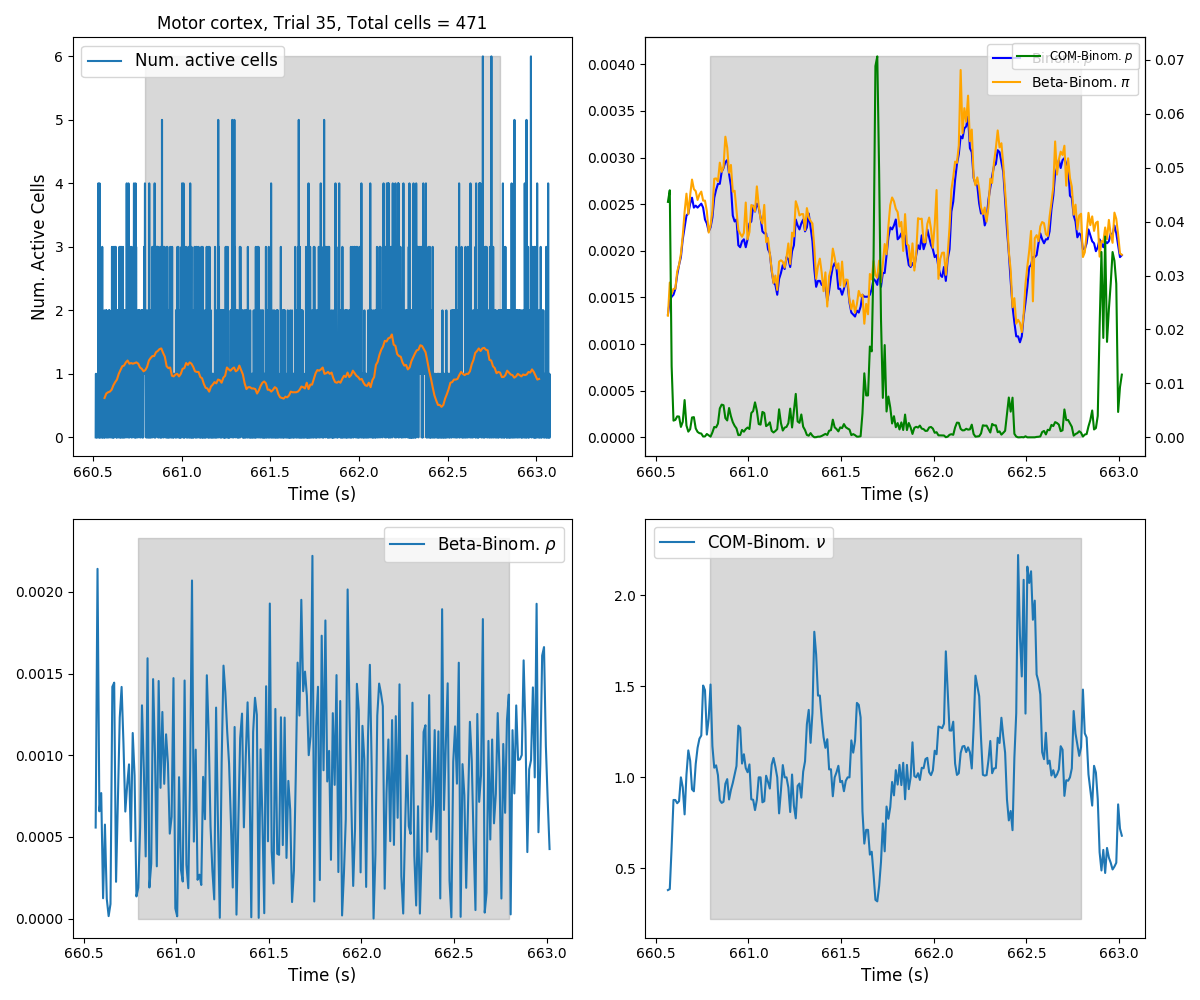 Motor cortex, Trial 35, Total cells = 471
Num. active cells
Num. Active Cells
6
5
4
3
2
1
0
660.5 661.0 661.5 662.0 662.5 663.0
Time (s)
COM-Binom. p
Beta-Binom. π
0.0040
0.0035
0.0030
0.0025
0.0020
0.0015
0.0010
0.0005
0.0000
0.07
0.06
0.05
0.04
0.03
0.02
0.01
0.00
660.5 661.0 661.5 662.0 662.5 663.0
Time (s)
Beta-Binom. ρ
0.0020
0.0015
0.0010
0.0005
0.0000
660.5 661.0 661.5 662.0 662.5 663.0
Time (s)
COM-Binom. ν
2.0
1.5
1.0
0.5
660.5 661.0 661.5 662.0 662.5 663.0
Time (s)